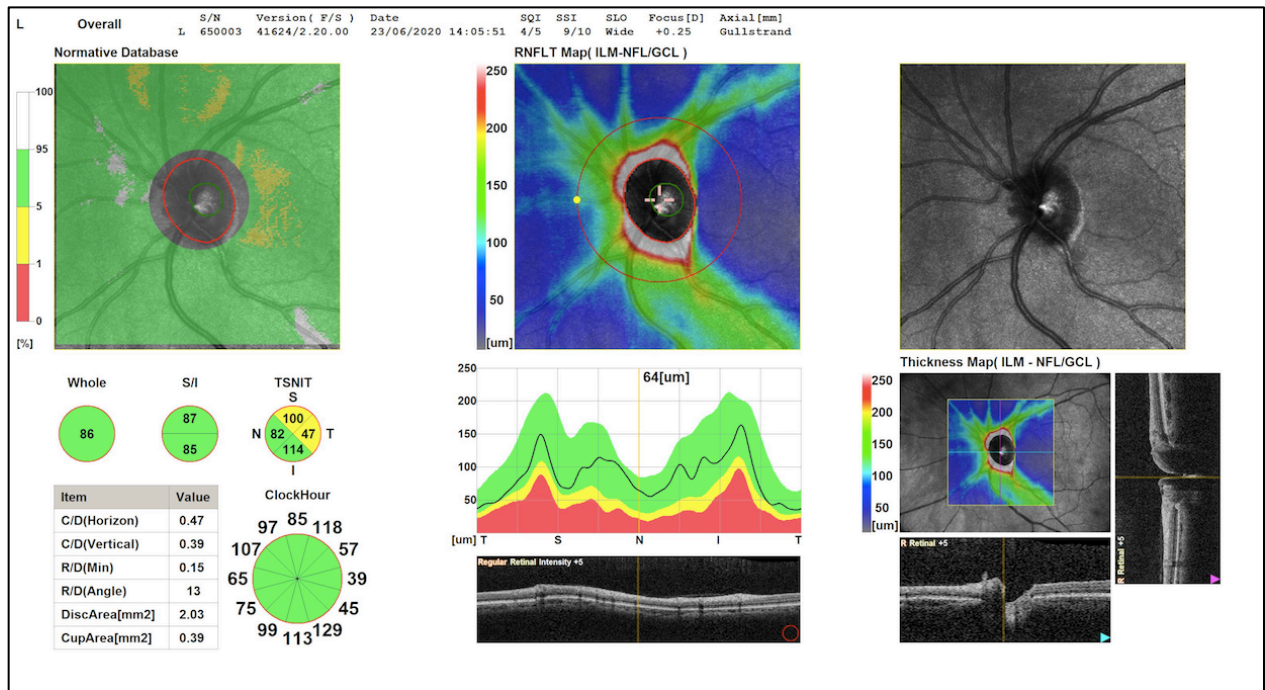 L Overall
S/N Version( F/S ) Date SQI SSI SLO Focus[D] Axial[mm]
L 650003 41624/2.20.00 23/06/2020 14:05:51 4/5 9/10 Wide +0.25 Gullstrand
Normative Database
100
95
5
1
0
[%]
RNFLT Map( ILM-NFL/GCL )
250
200
150
100
50
[um]
Whole
86
S/I
87
85
TSNIT
S
100
N 82 47 T
114
I
Item Value
C/D(Horizon) 0.47
C/D(Vertical) 0.39
R/D(Min) 0.15
R/D(Angle) 13
DiscArea[mm2] 2.03
CupArea[mm2] 0.39
ClockHour
97 85 118
107 57
65 39
75 45
99 113 129
64[um]
250
200
150
100
50
[um] T S N I T
Regular Retinal Intensity +5
Thickness Map( ILM - NFL/GCL )
250
200
150
100
50
[um]
R Retinal +5
R Retinal +5